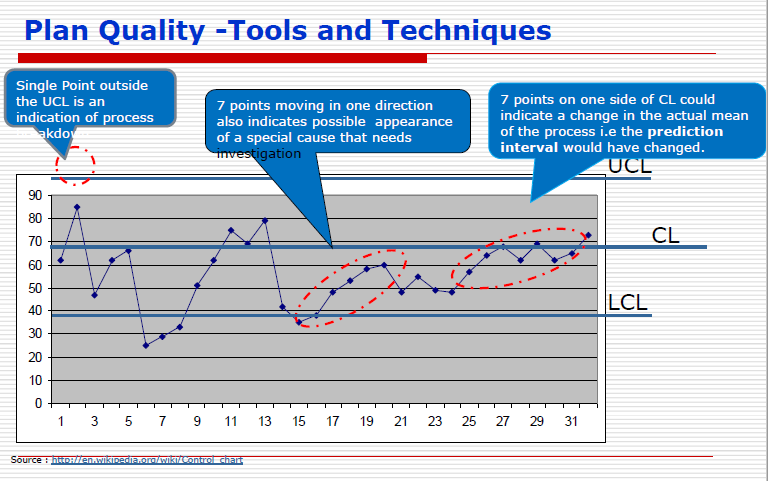 Plan Quality -Tools and Techniques
Single Point outside
the UCL is an
indication of process
7 points moving in one direction
also indicates possible appearance
of a special cause that needs
investigation
7 points on one side of CL could
indicate a change in the actual mean
of the process i.e the prediction
interval would have changed.
UCL
CL
LCL
90
80
70
60
50
40
30
20
10
0
1 3 5 7 9 11 13 15 17 19 21 23 25 27 29 31
Source : http://en.wikipedia.org/wiki/Control_chart